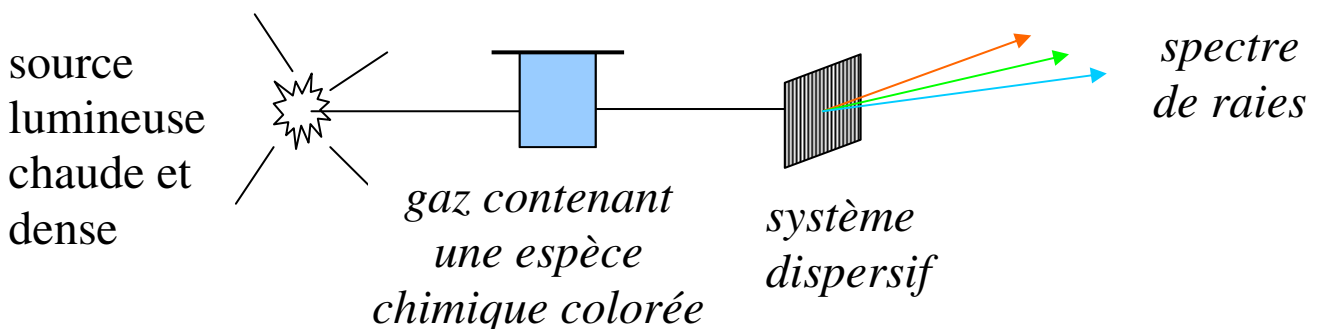 source
lumineuse
chaude et
dense
gaz contenant
une espèce
chimique colorée
système
dispersif
spectre
de raies